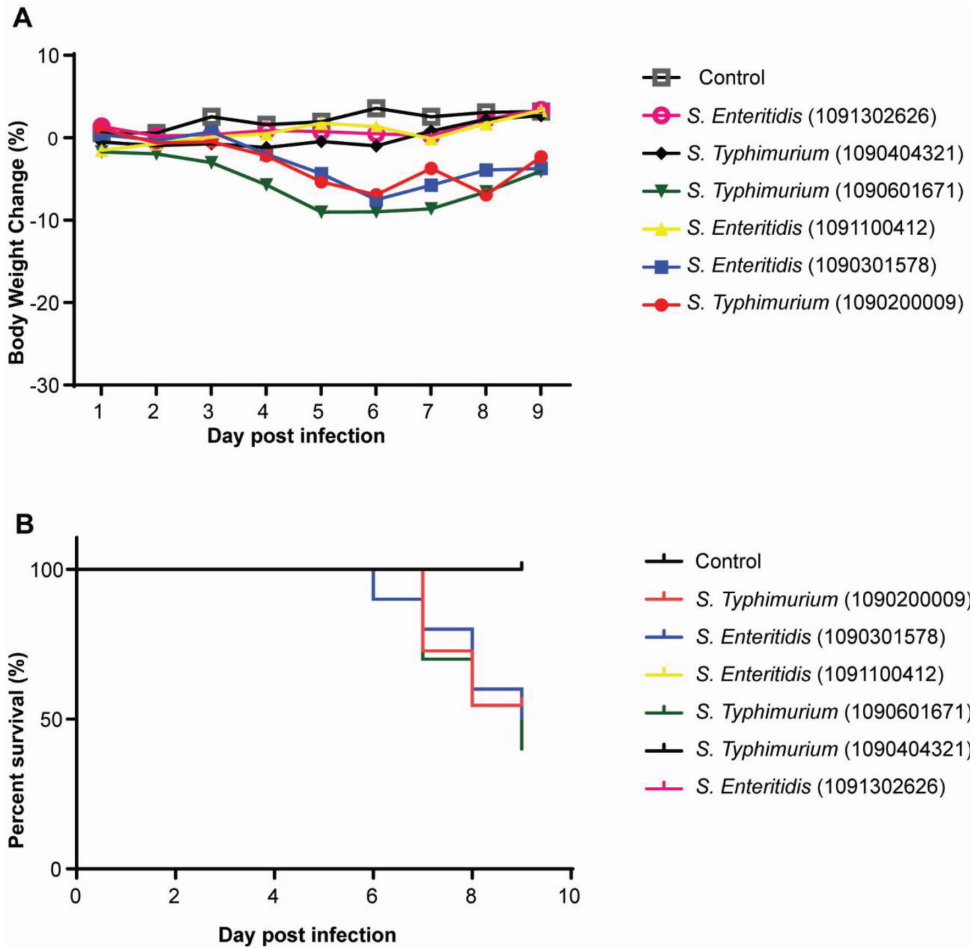 A
10
0
-10
-20
-30
Body Weight Change (%)
1 2 3 4 5 6 7 8 9
Day post infection
Control
S. Enteritidis (1091302626)
S. Typhimurium (1090404321)
S. Typhimurium (1090601671)
S. Enteritidis (1091100412)
S. Enteritidis (1090301578)
S. Typhimurium (1090200009)
B
100
50
0
Percent survival (%)
0 2 4 6 8 10
Day post infection
Control
S. Typhimurium (1090200009)
S. Enteritidis (1090301578)
S. Enteritidis (1091100412)
S. Typhimurium (1090601671)
S. Typhimurium (1090404321)
S. Enteritidis (1091302626)